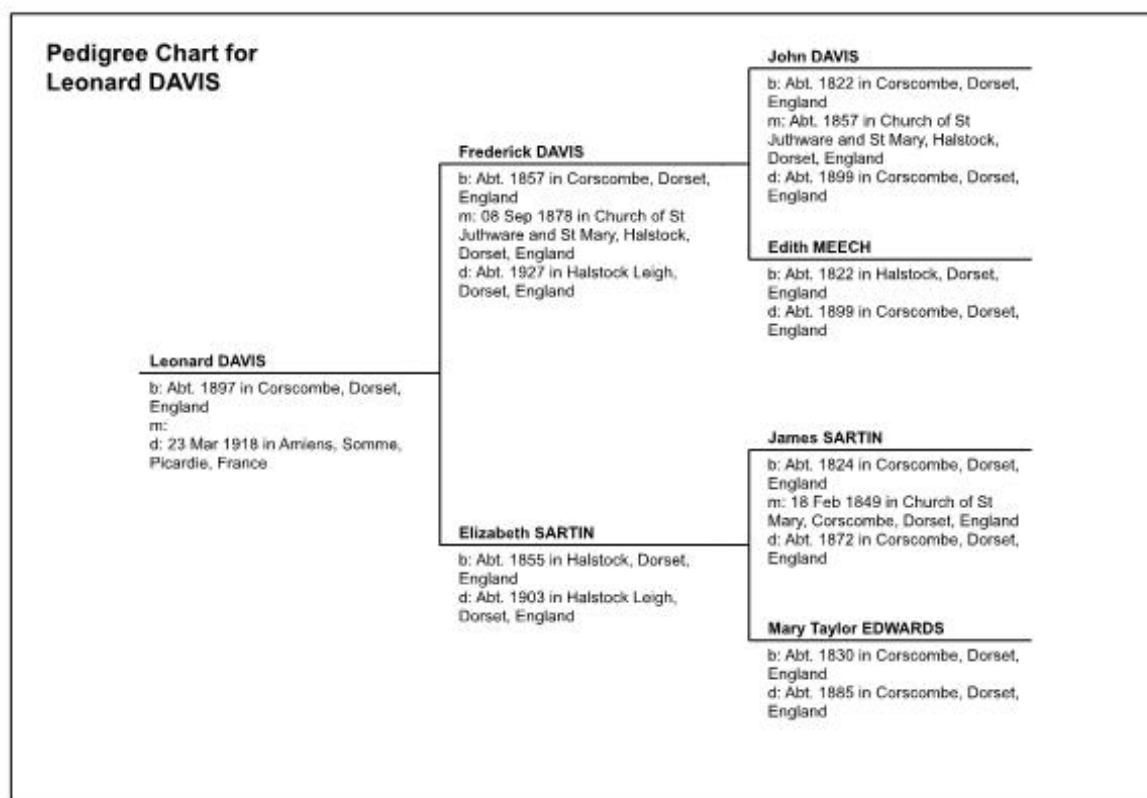 Pedigree Chart for
Leonard DAVIS
John DAVIS
b: Abt. 1822 in Corscombe, Dorset,
England
m: Abt. 1857 in Church of St
Juthware and St Mary, Halstock,
Dorset, England
d: Abt. 1899 in Corscombe, Dorset,
England
Frederick DAVIS
b: Abt. 1857 in Corscombe, Dorset,
England
m: 08 Sep 1878 in Church of St
Juthware and St Mary, Halstock,
Dorset, England
d: Abt. 1927 in Halstock Leigh,
Dorset, England
Edith MEECH
b: Abt. 1822 in Halstock, Dorset,
England
d: Abt. 1899 in Corscombe, Dorset,
England
Leonard DAVIS
b: Abt. 1897 in Corscombe, Dorset,
England
m:
d: 23 Mar 1918 in Amiens, Somme,
Picardie, France
James SARTIN
b: Abt. 1824 in Corscombe, Dorset,
England
m: 18 Feb 1849 in Church of St
Mary, Corscombe, Dorset, England
d: Abt. 1872 in Corscombe, Dorset,
England
Elizabeth SARTIN
b: Abt. 1855 in Halstock, Dorset,
England
d: Abt. 1903 in Halstock Leigh,
Dorset, England
Mary Taylor EDWARDS
b: Abt. 1830 in Corscombe, Dorset,
England
d: Abt. 1885 in Corscombe, Dorset,
England